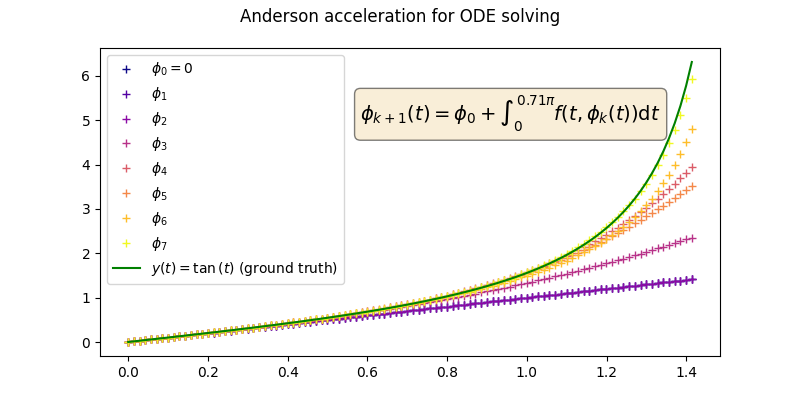 Anderson acceleration for ODE solving
ϕ₀ = 0
ϕ₁
ϕ₂
ϕ₃
ϕ₄
ϕ₅
ϕ₆
ϕ₇
y(t) = tan (t) (ground truth)
ϕₖ₊₁(t) = ϕ₀ + ∫₀^0.71π f(t, ϕₖ(t))dt
6
5
4
3
2
1
0
0.0 0.2 0.4 0.6 0.8 1.0 1.2 1.4